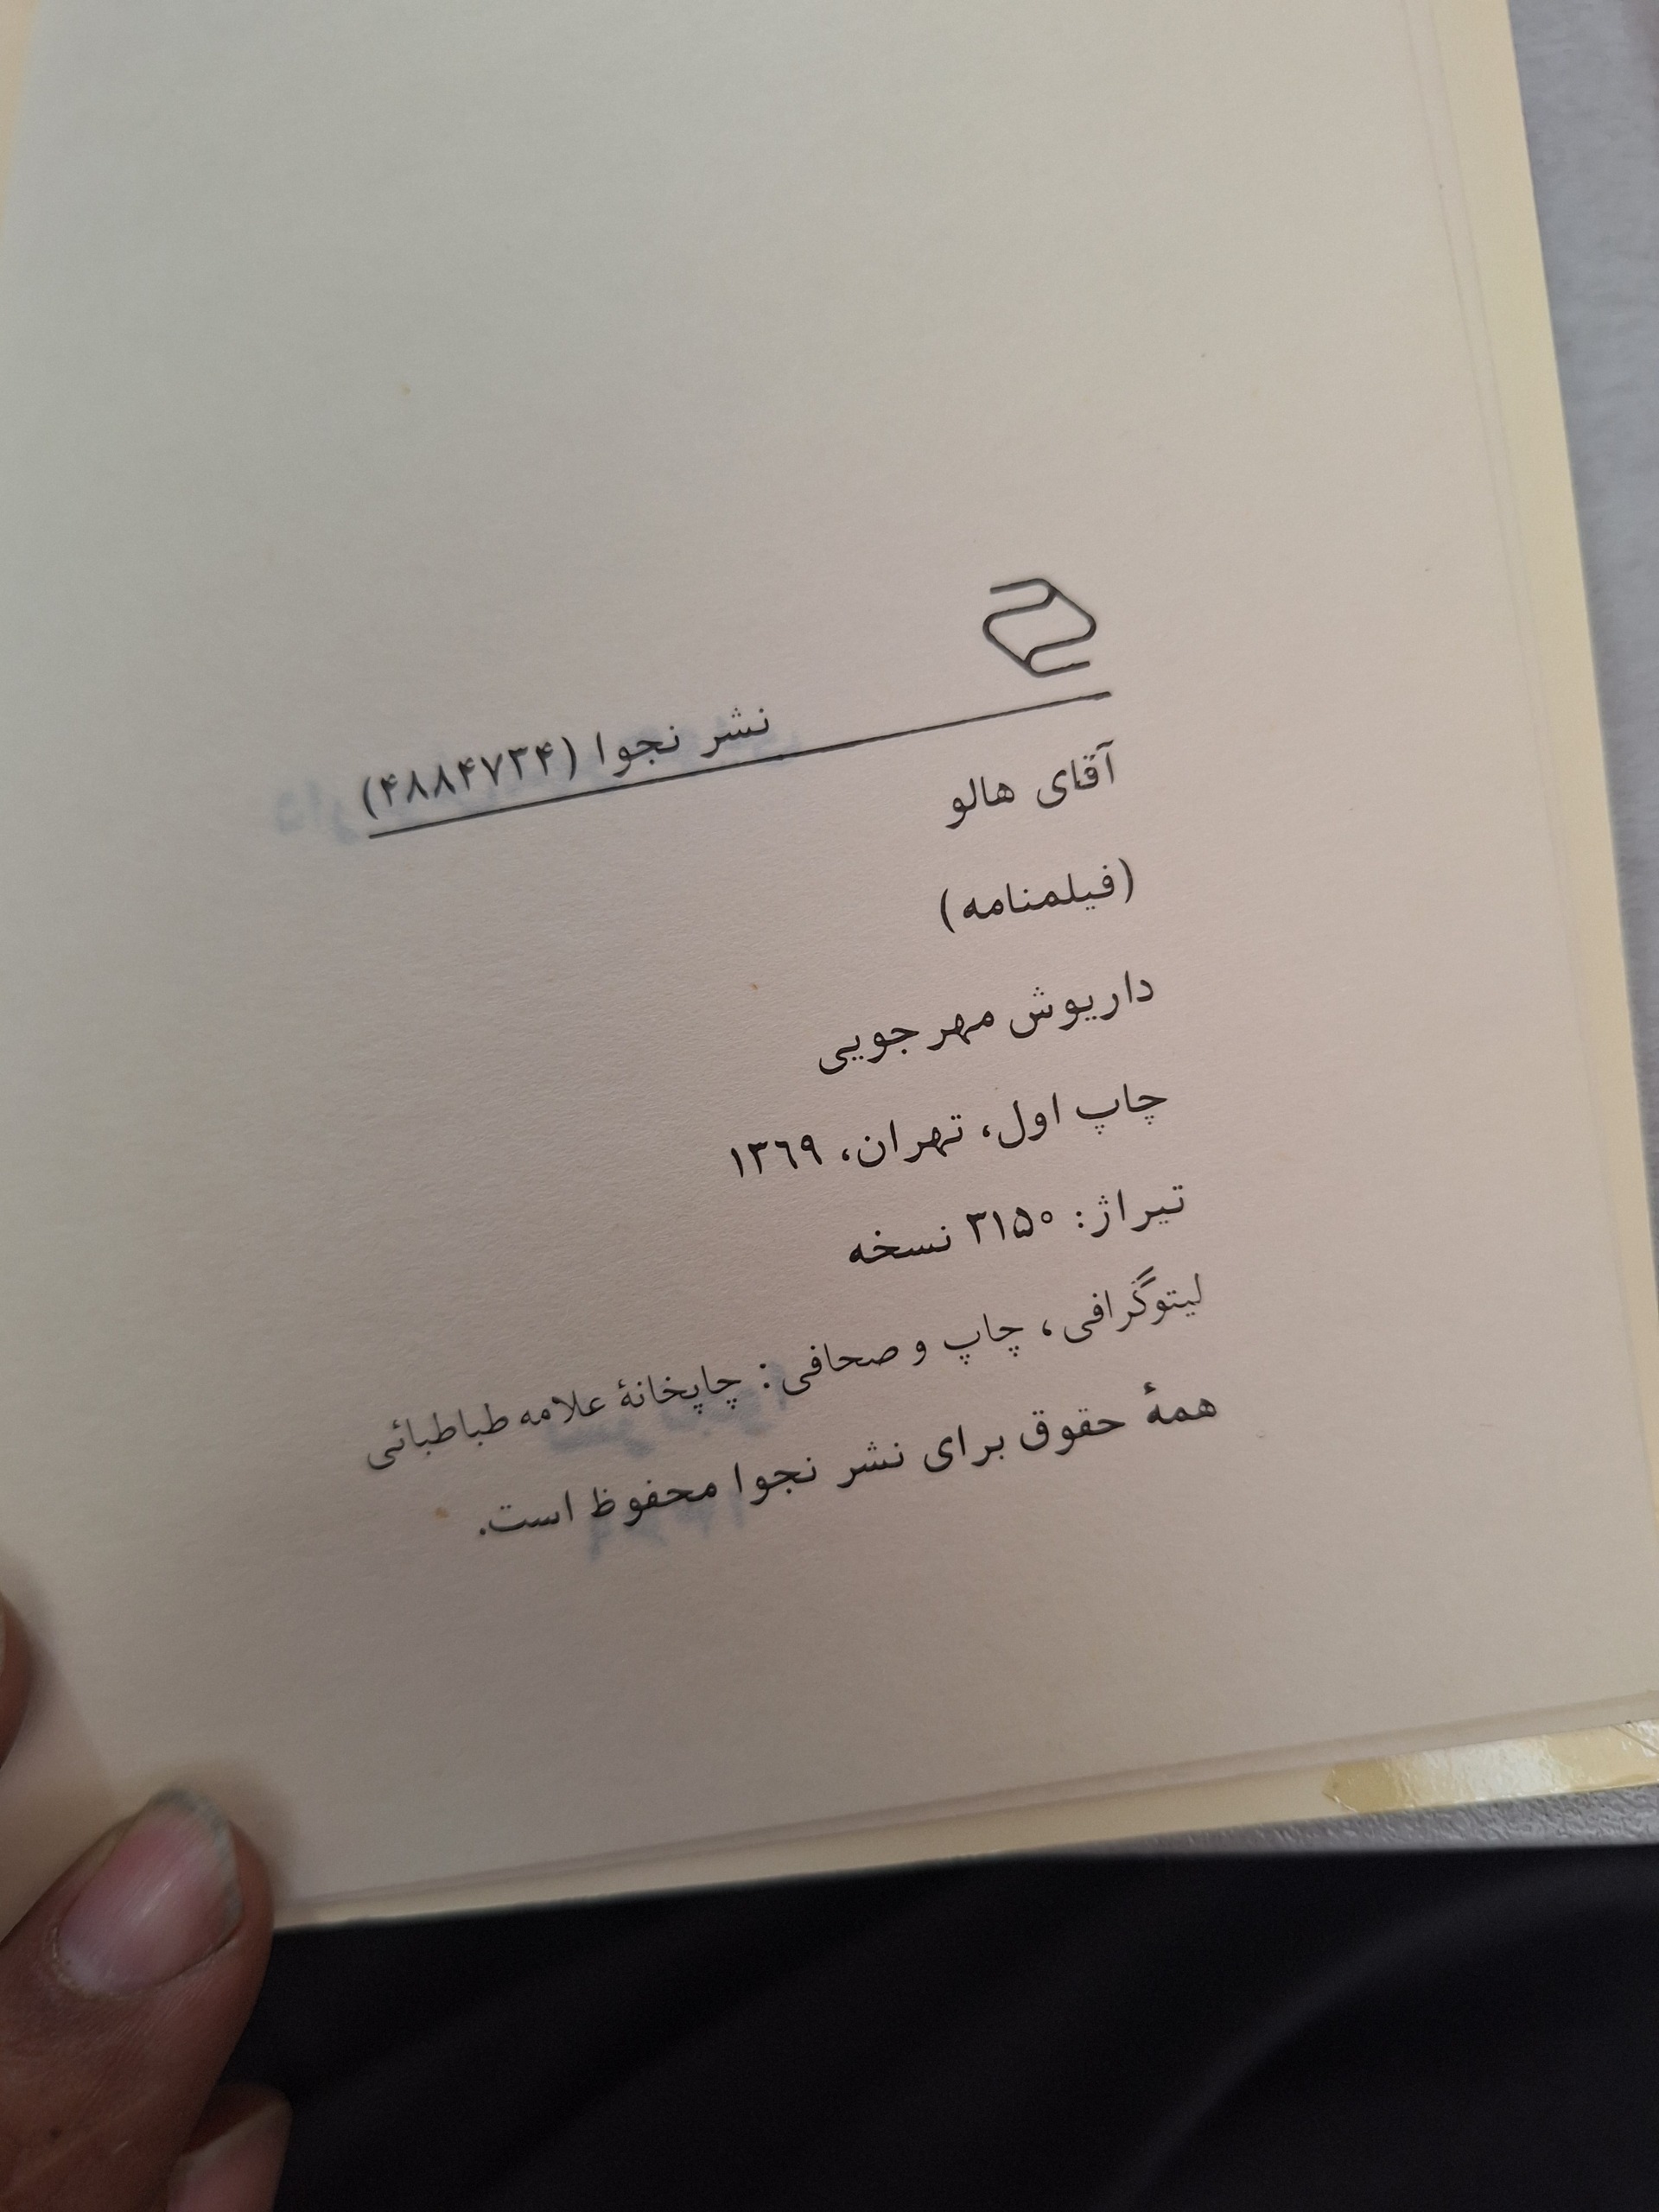 نشر نجوا (۴۸۸۴۷۳۴)
آقای هالو
(فیلمنامه)
داریوش مهرجویی
چاپ اول، تهران، ۱۳۶۹
تیراژ: ۳۱۵۰ نسخه
لیتوگرافی، چاپ و صحافی: چاپخانهٔ علامه طباطبائی
همهٔ حقوق برای نشر نجوا محفوظ است.